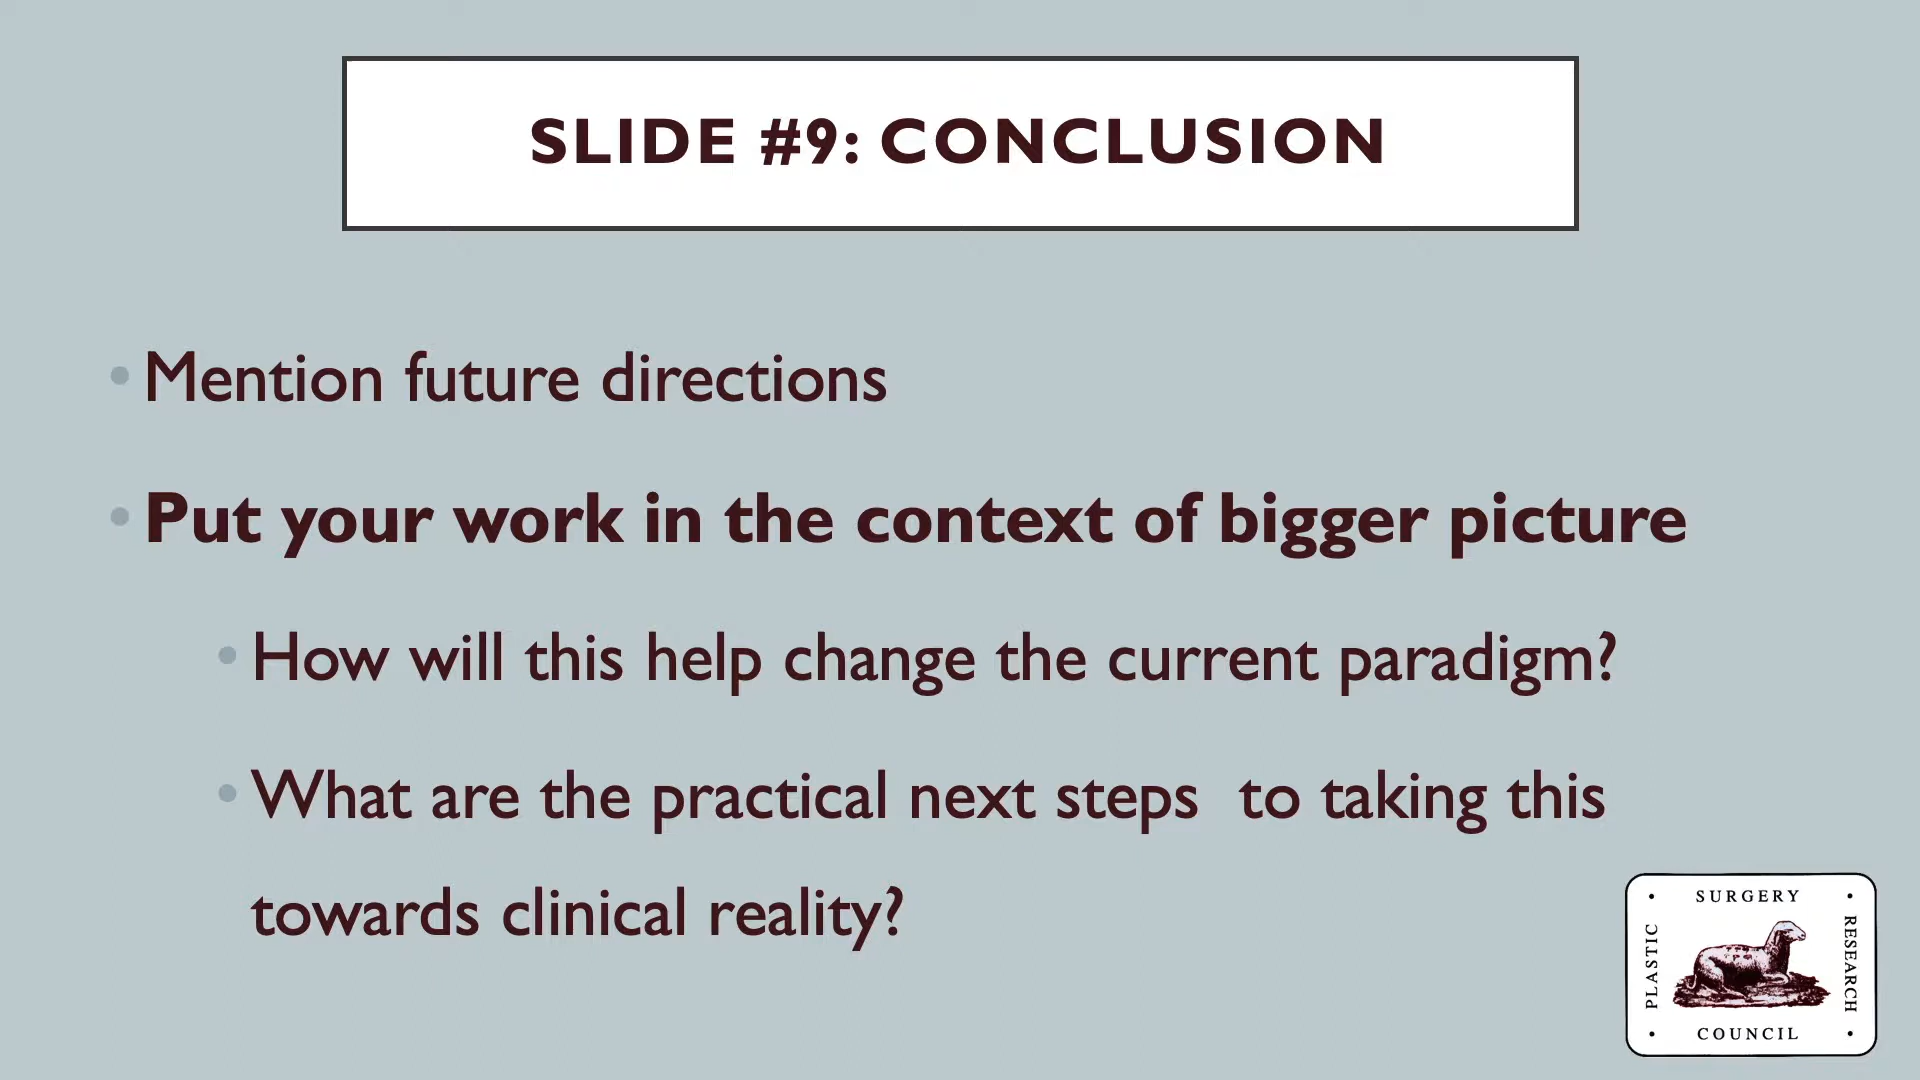 SLIDE #9: CONCLUSION
• Mention future directions
• Put your work in the context of bigger picture
• How will this help change the current paradigm?
• What are the practical next steps  to taking this
towards clinical reality?
SURGERY
PLASTIC
RESEARCH
COUNCIL